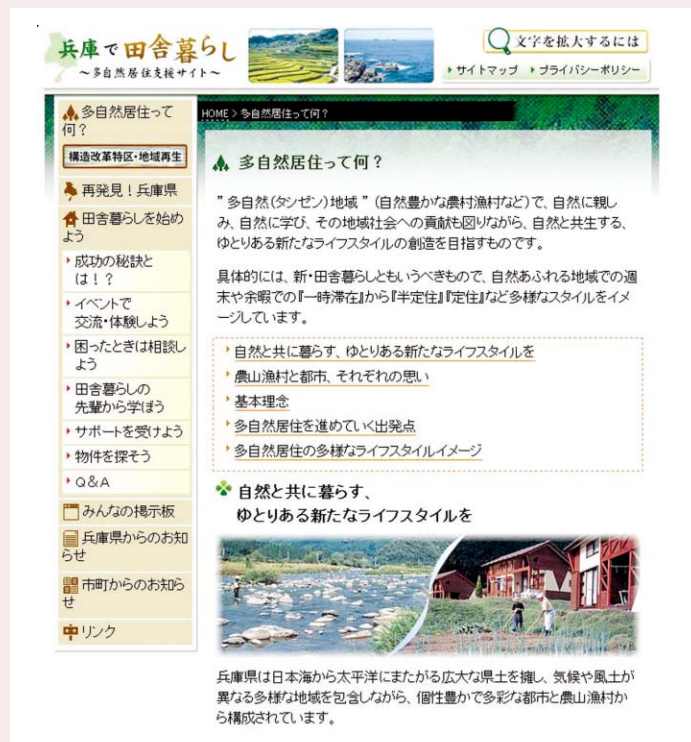 兵庫で田舎暮らし
～多自然居住支援サイト～
文字を拡大するには
サイトマップ
プライバシーポリシー
多自然居住って
何？
構造改革特区・地域再生
再発見！兵庫県
田舎暮らしを始め
よう
成功の秘訣と
は！？
イベントで
交流・体験しよう
困ったときは相談し
よう
田舎暮らしの
先輩から学ぼう
サポートを受けよう
物件を探そう
Q&A
みんなの掲示板
兵庫県からのお知
らせ
市町からのお知ら
せ
リンク
HOME > 多自然居住って何？
多自然居住って何？
"多自然（タシゼン）地域"（自然豊かな農村漁村など）で、自然に親し
み、自然に学び、その地域社会への貢献も図りながら、自然と共生する、
ゆとりある新たなライフスタイルの創造を目指すものです。
具体的には、新・田舎暮らしともいうべきもので、自然あふれる地域での週
末や余暇での『一時滞在』から『半定住』『定住』など多様なスタイルをイメ
ージしています。
自然と共に暮らす、ゆとりある新たなライフスタイルを
農山漁村と都市、それぞれの思い
基本理念
多自然居住を進めていく出発点
多自然居住の多様なライフスタイルイメージ
自然と共に暮らす、
ゆとりある新たなライフスタイルを
兵庫県は日本海から太平洋にまたがる広大な県土を擁し、気候や風土が
異なる多様な地域を包含しながら、個性豊かで多彩な都市と農山漁村か
ら構成されています。